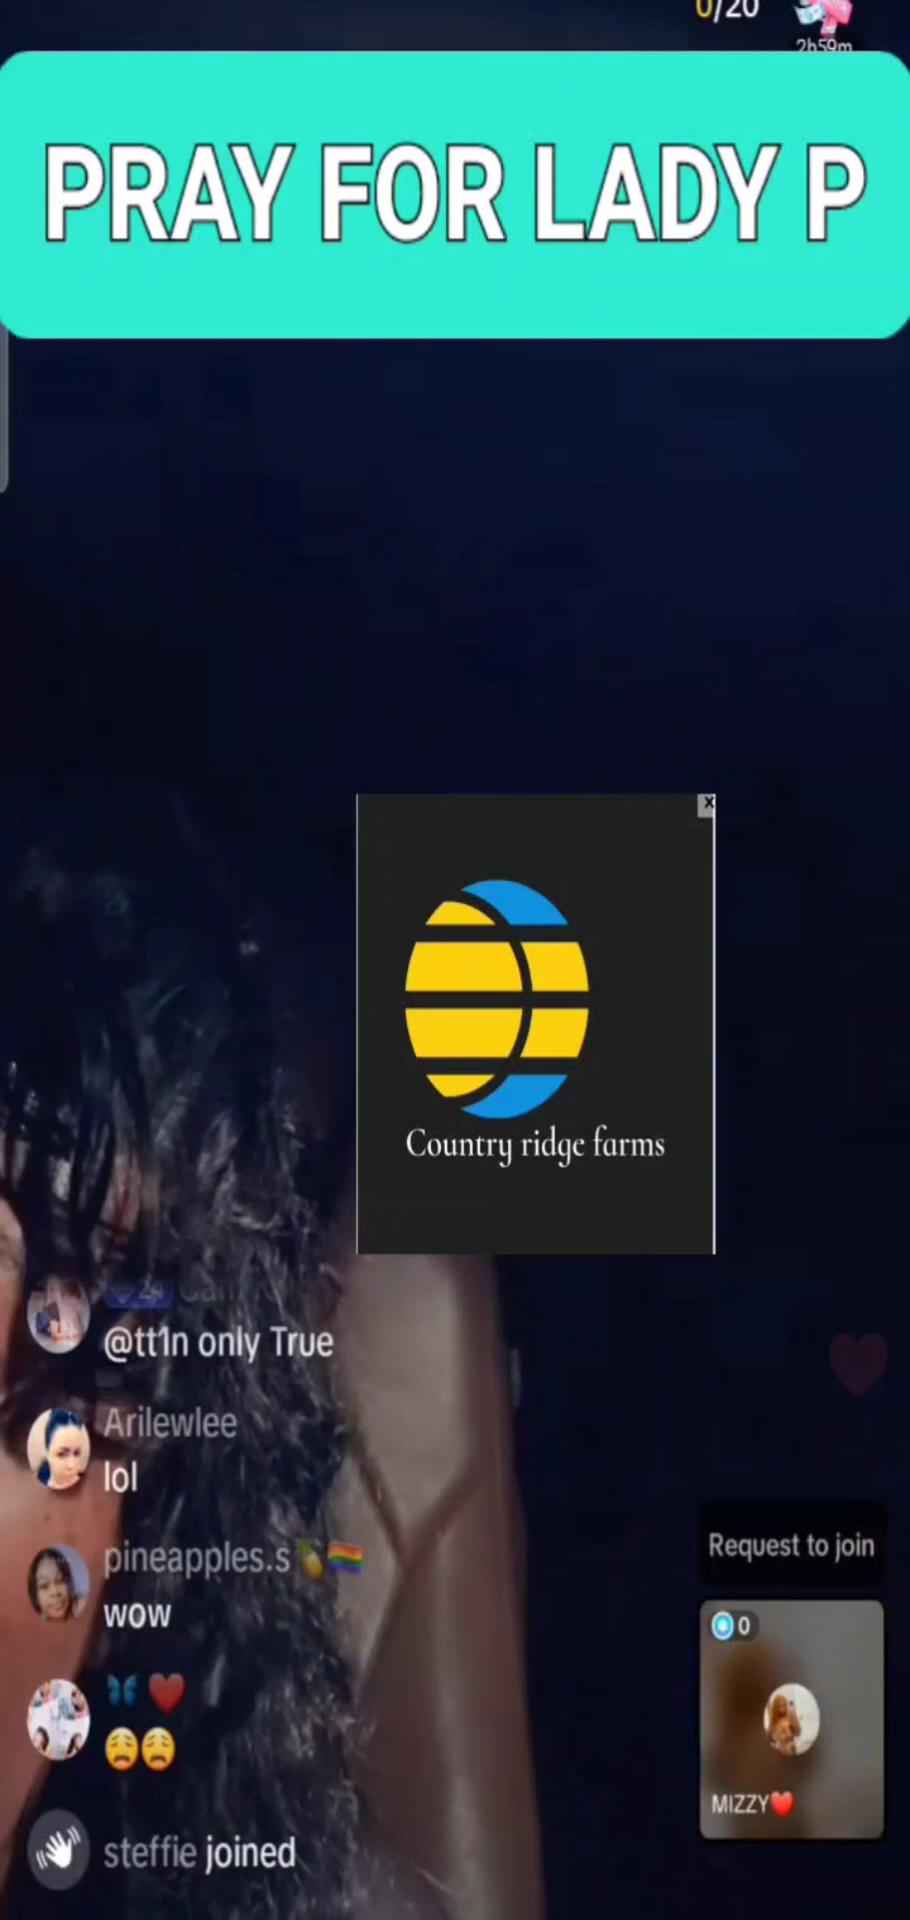 0/20
2h59m
PRAY FOR LADY P
X
Country ridge farms
24
@tt1n only True
Arilewlee
lol
pineapples.s🍍🏳️‍🌈
wow
🦋❤️
😩😩
steffie joined
Request to join
0
MIZZY❤️